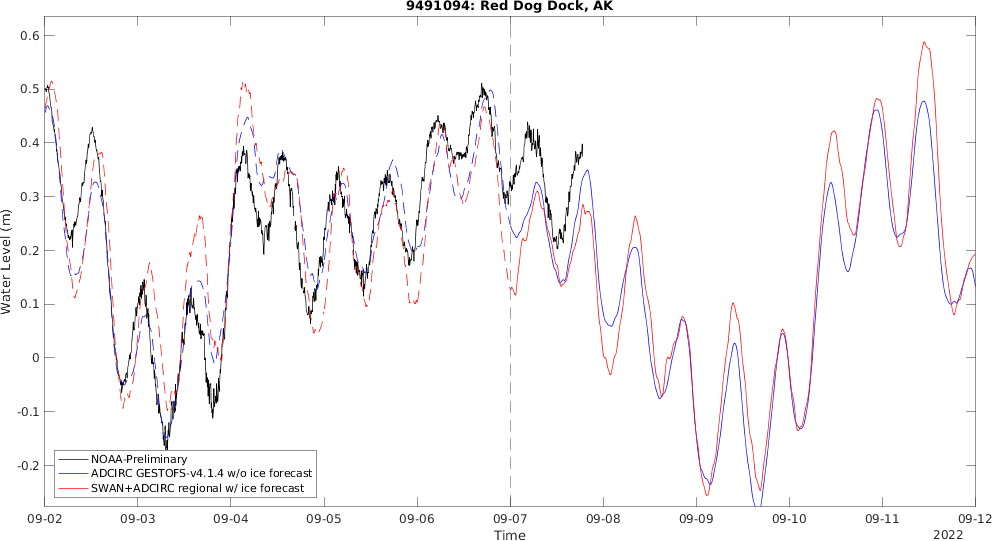 9491094: Red Dog Dock, AK
Water Level (m)
0.6
0.5
0.4
0.3
0.2
0.1
0
-0.1
-0.2
NOAA-Preliminary
ADCIRC GESTOFS-v4.1.4 w/o ice forecast
SWAN+ADCIRC regional w/ ice forecast
09-02 09-03 09-04 09-05 09-06 09-07 09-08 09-09 09-10 09-11 09-12
Time
2022